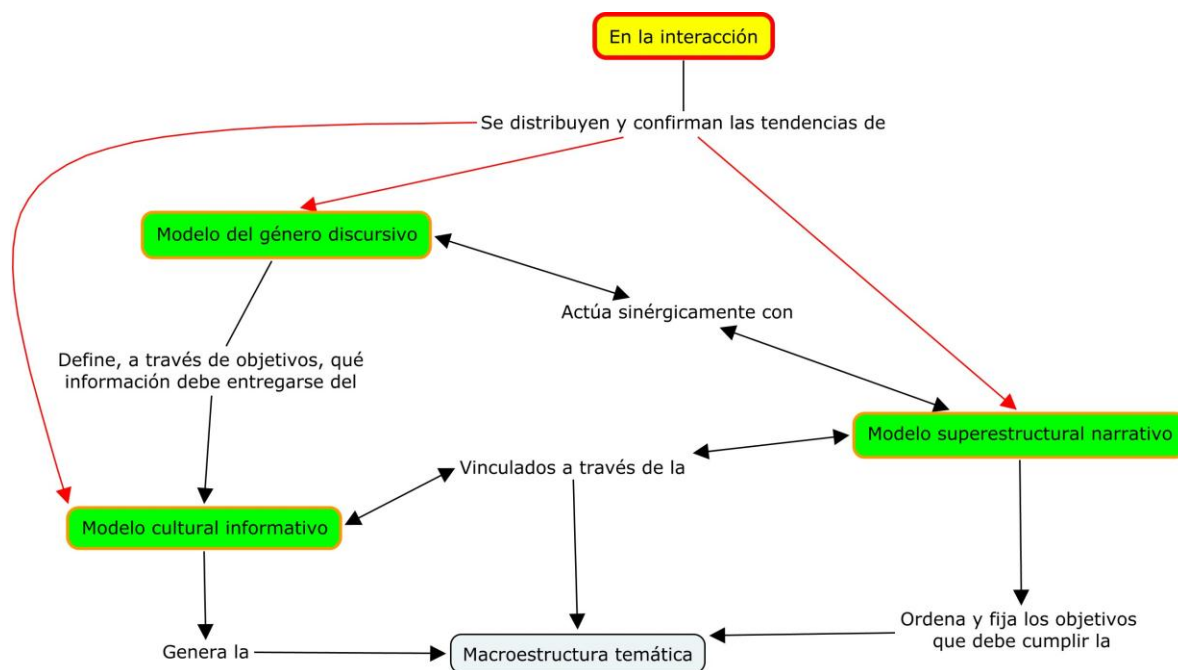 En la interacción
Se distribuyen y confirman las tendencias de
Modelo del género discursivo
Actúa sinérgicamente con
Define, a través de objetivos, qué
información debe entregarse del
Modelo superestructural narrativo
Vinculados a través de la
Modelo cultural informativo
Ordena y fija los objetivos
que debe cumplir la
Genera la
Macroestructura temática